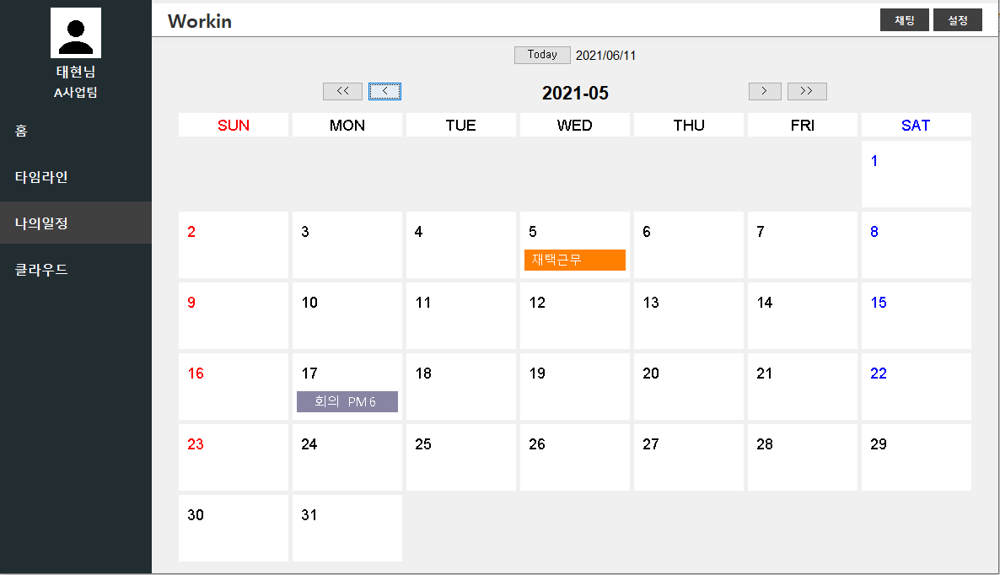 태현님
A사업팀
홈
타임라인
나의일정
클라우드
Workin
채팅 설정
Today 2021/06/11
<< < 2021-05 > >>
SUN MON TUE WED THU FRI SAT
1
2 3 4 5 6 7 8
재택근무
9 10 11 12 13 14 15
16 17 18 19 20 21 22
회의 PM 6
23 24 25 26 27 28 29
30 31